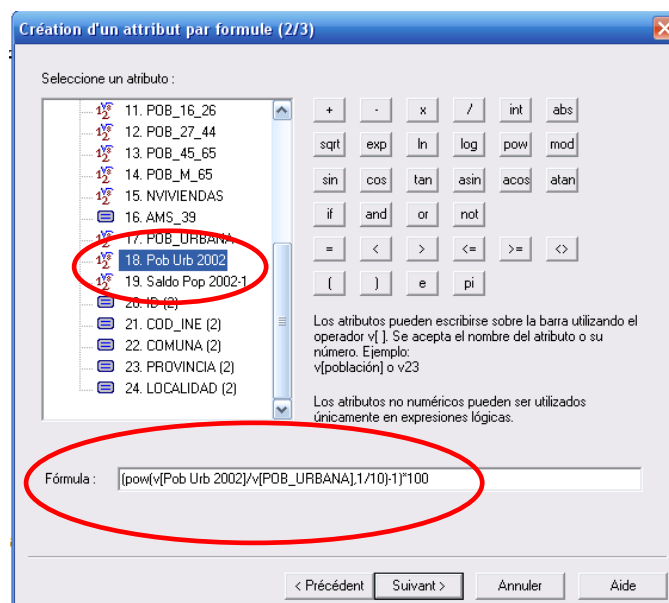 Création d'un attribut par formule (2/3)
Seleccione un atributo :
11. POB_16_26
12. POB_27_44
13. POB_45_65
14. POB_M_65
15. NVIVIENDAS
16. AMS_39
17. POB_URBANA
18. Pob Urb 2002
19. Saldo Pop 2002-1
20. ID (2)
21. COD_INE (2)
22. COMUNA (2)
23. PROVINCIA (2)
24. LOCALIDAD (2)
+ - x / int abs
sqrt exp ln log pow mod
sin cos tan asin acos atan
if and or not
= < > <= >= <>
( ) e pi
Los atributos pueden escribirse sobre la barra utilizando el
operador v[ ]. Se acepta el nombre del atributo o su
número. Ejemplo:
v[población] o v23
Los atributos no numéricos pueden ser utilizados
únicamente en expresiones lógicas.
Fórmula : (pow(v[Pob Urb 2002]/v[POB_URBANA],1/10)-1)*100
< Précédent Suivant > Annuler Aide